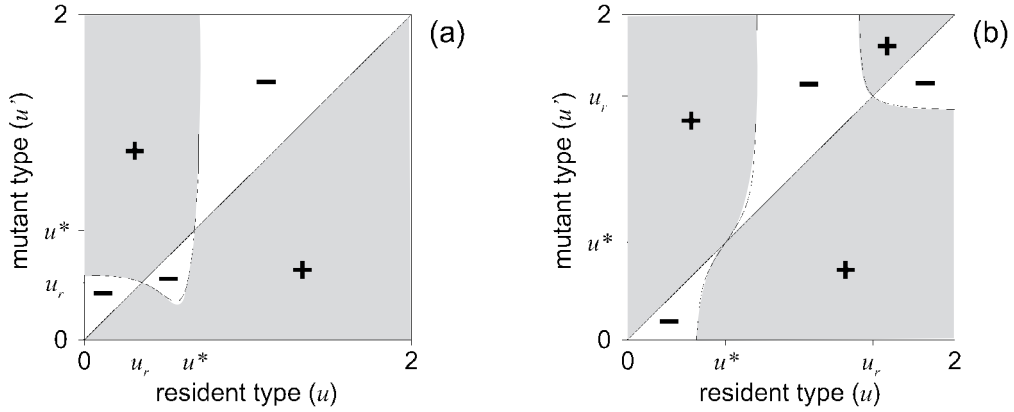 2
(a)
mutant type (u')
−
+
u*
u_r
−
−
+
0
0
u_r
u*
2
resident type (u)
2
(b)
mutant type (u')
+
u_r
−
−
+
u*
+
−
0
0
u*
u_r
2
resident type (u)